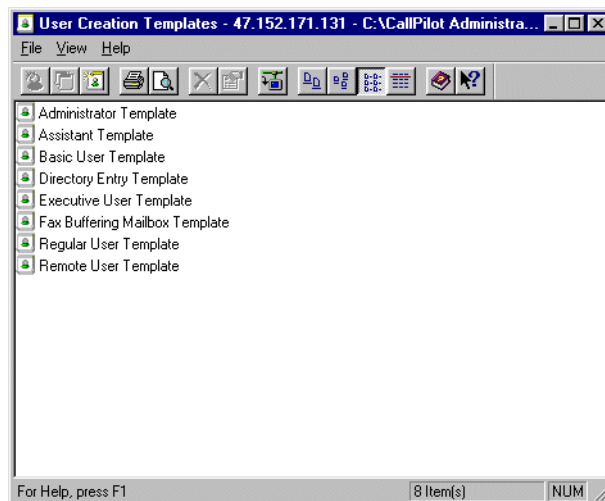 User Creation Templates - 47.152.171.131 - C:\CallPilot Administra...
File View Help
Administrator Template
Assistant Template
Basic User Template
Directory Entry Template
Executive User Template
Fax Buffering Mailbox Template
Regular User Template
Remote User Template
For Help, press F1 8 Item(s) NUM